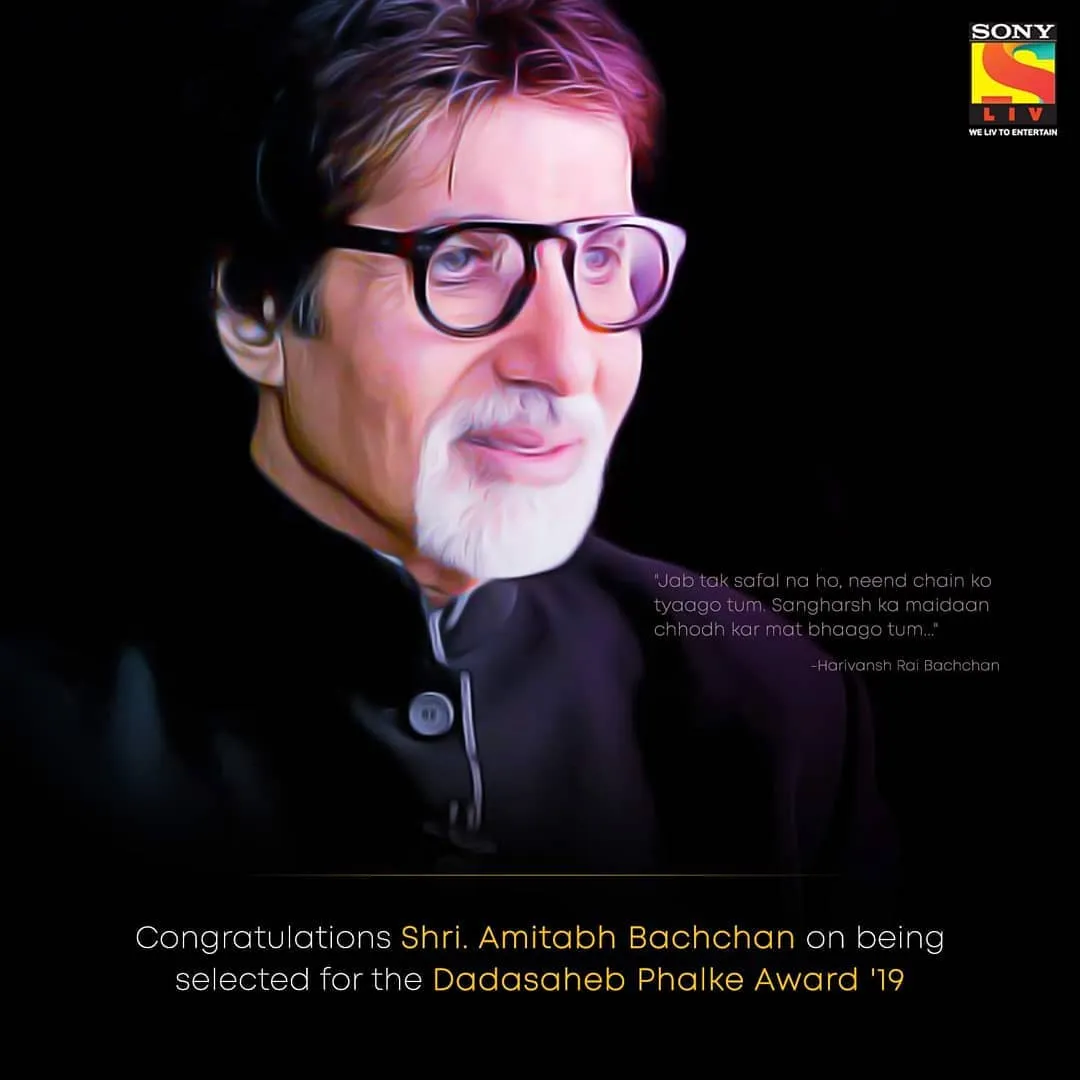 SONY
LIV
WE LIV TO ENTERTAIN
"Jab tak safal na ho, neend chain ko
tyaago tum. Sangharsh ka maidaan
chhodh kar mat bhaago tum..."
-Harivansh Rai Bachchan
Congratulations Shri. Amitabh Bachchan on being
selected for the Dadasaheb Phalke Award '19